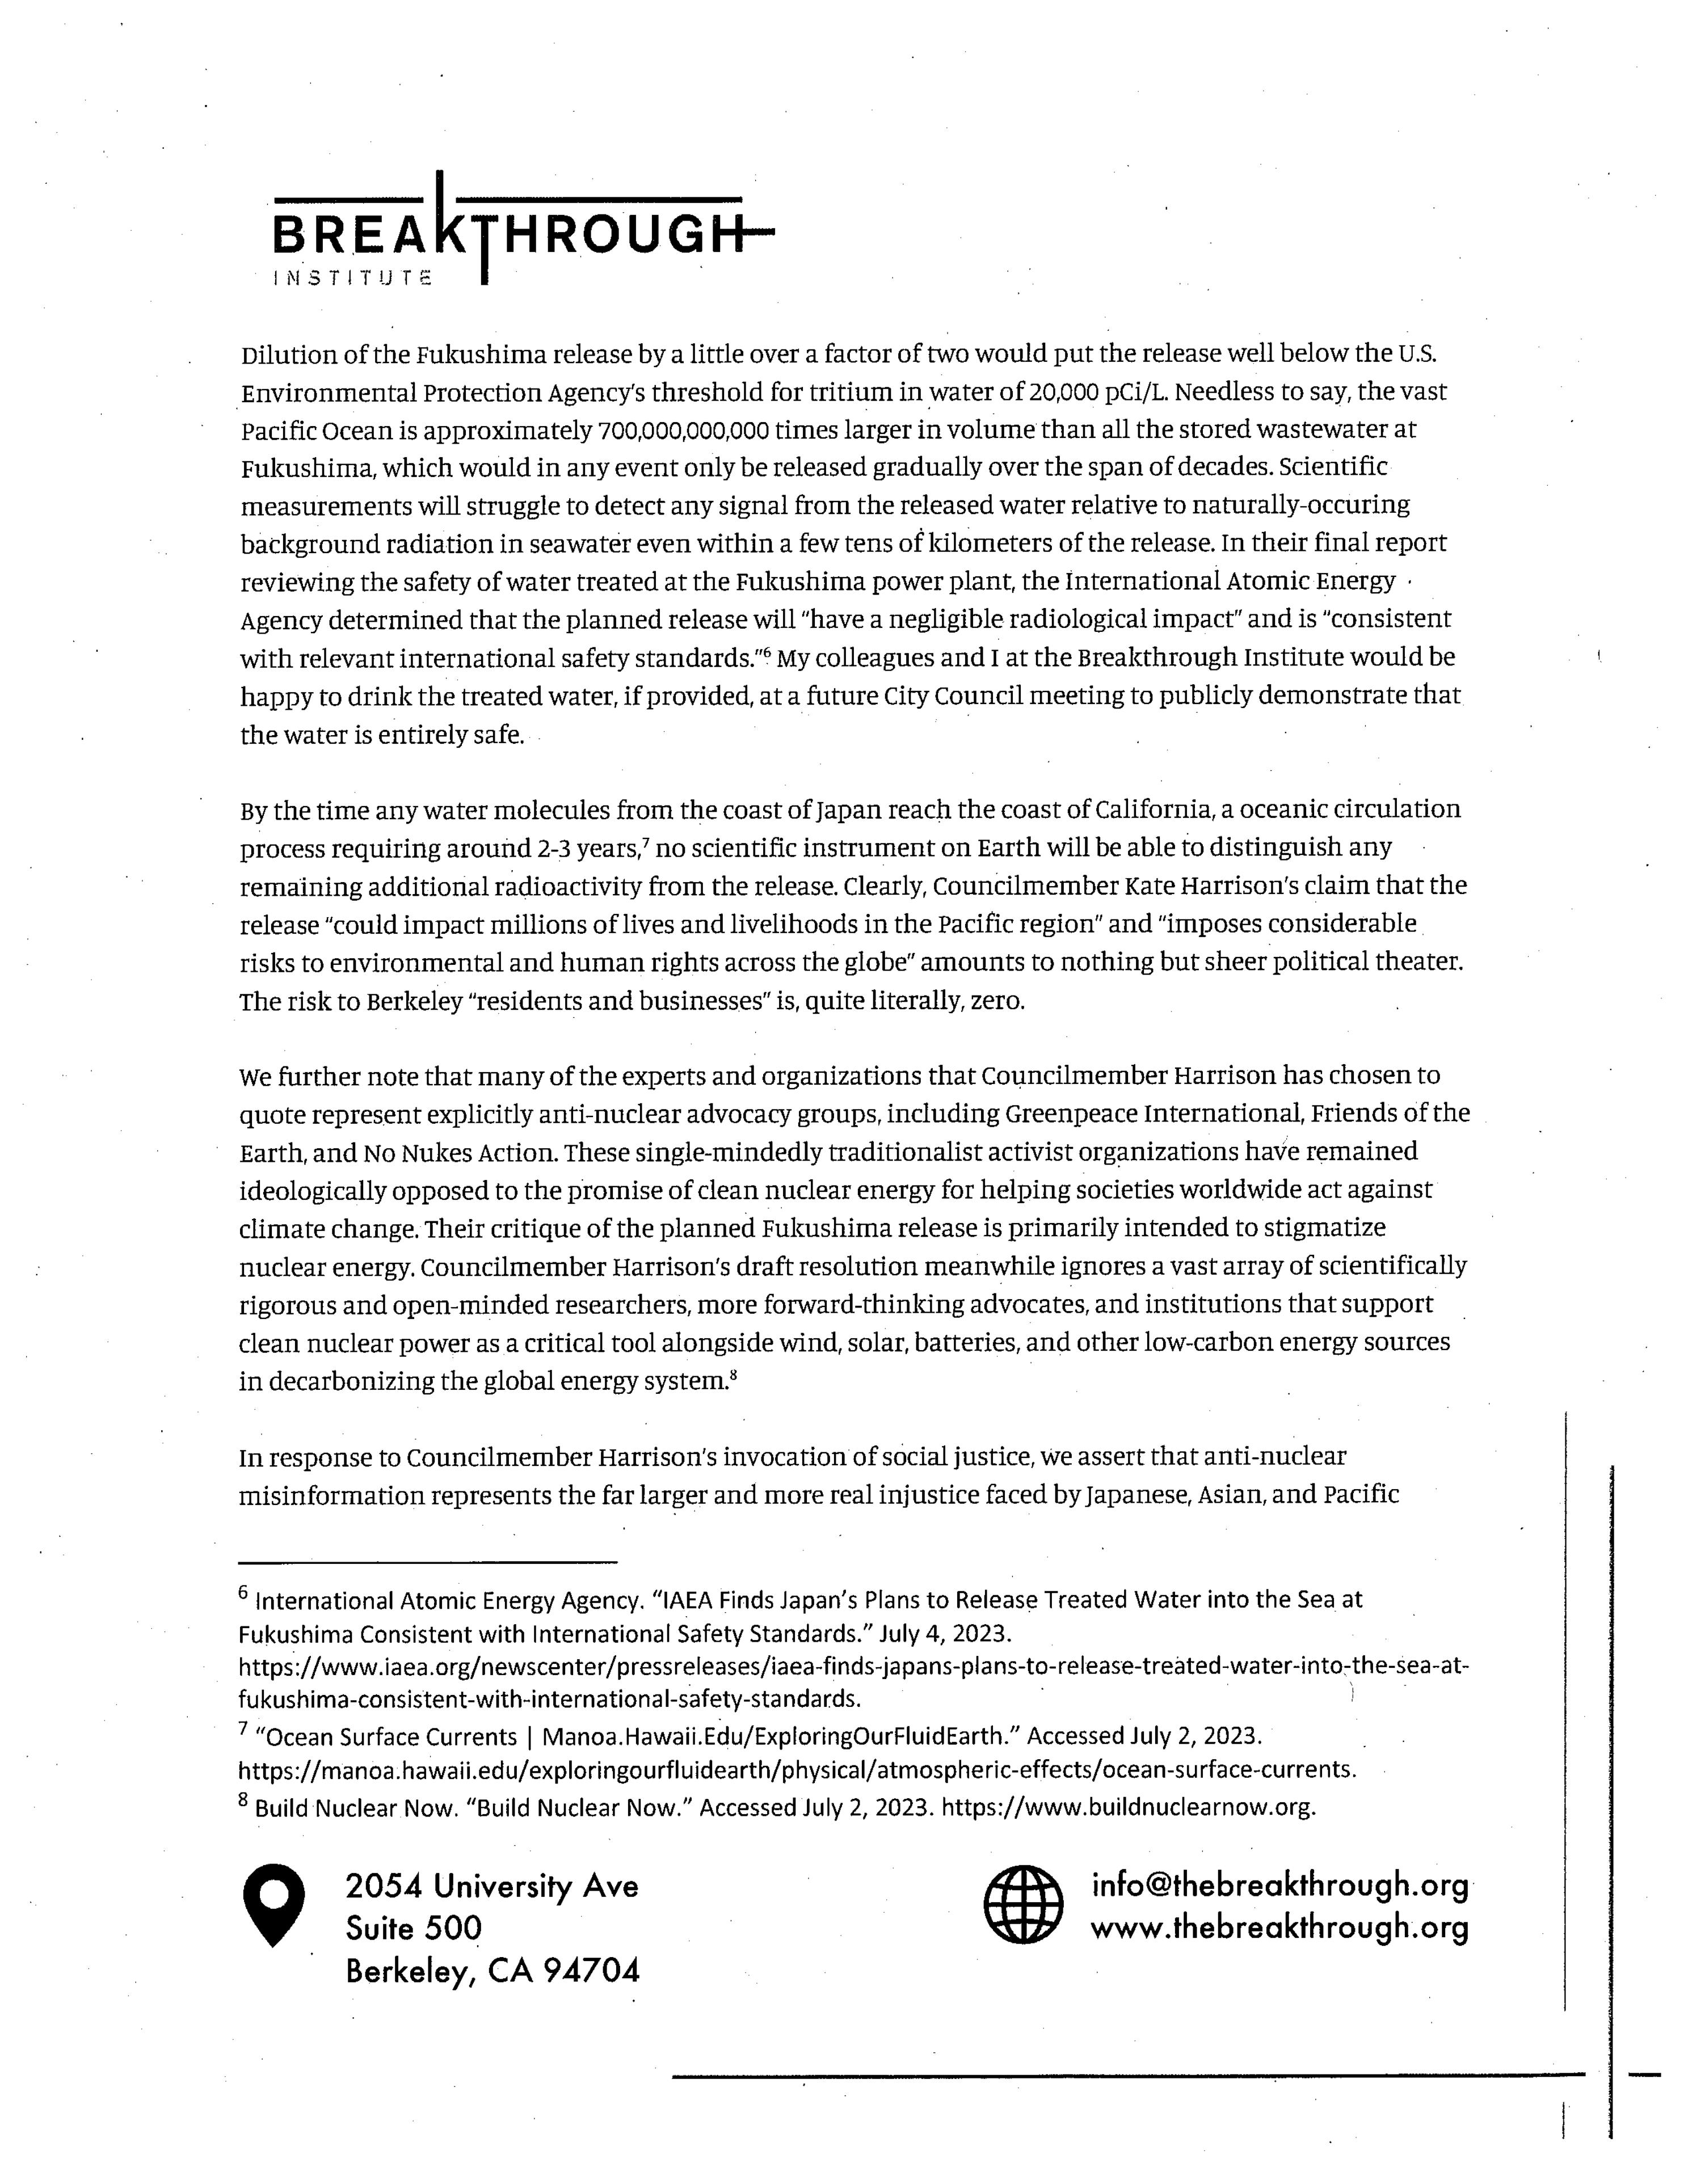 BREAKTHROUGH
INSTITUTE
Dilution of the Fukushima release by a little over a factor of two would put the release well below the U.S.
Environmental Protection Agency's threshold for tritium in water of 20,000 pCi/L. Needless to say, the vast
Pacific Ocean is approximately 700,000,000,000 times larger in volume than all the stored wastewater at
Fukushima, which would in any event only be released gradually over the span of decades. Scientific
measurements will struggle to detect any signal from the released water relative to naturally-occuring
background radiation in seawater even within a few tens of kilometers of the release. In their final report
reviewing the safety of water treated at the Fukushima power plant, the International Atomic Energy
Agency determined that the planned release will "have a negligible radiological impact" and is "consistent
with relevant international safety standards."⁶ My colleagues and I at the Breakthrough Institute would be
happy to drink the treated water, if provided, at a future City Council meeting to publicly demonstrate that
the water is entirely safe.
By the time any water molecules from the coast of Japan reach the coast of California, a oceanic circulation
process requiring around 2-3 years,⁷ no scientific instrument on Earth will be able to distinguish any
remaining additional radioactivity from the release. Clearly, Councilmember Kate Harrison's claim that the
release "could impact millions of lives and livelihoods in the Pacific region" and "imposes considerable
risks to environmental and human rights across the globe" amounts to nothing but sheer political theater.
The risk to Berkeley "residents and businesses" is, quite literally, zero.
We further note that many of the experts and organizations that Councilmember Harrison has chosen to
quote represent explicitly anti-nuclear advocacy groups, including Greenpeace International, Friends of the
Earth, and No Nukes Action. These single-mindedly traditionalist activist organizations have remained
ideologically opposed to the promise of clean nuclear energy for helping societies worldwide act against
climate change. Their critique of the planned Fukushima release is primarily intended to stigmatize
nuclear energy. Councilmember Harrison's draft resolution meanwhile ignores a vast array of scientifically
rigorous and open-minded researchers, more forward-thinking advocates, and institutions that support
clean nuclear power as a critical tool alongside wind, solar, batteries, and other low-carbon energy sources
in decarbonizing the global energy system.⁸
In response to Councilmember Harrison's invocation of social justice, we assert that anti-nuclear
misinformation represents the far larger and more real injustice faced by Japanese, Asian, and Pacific
⁶ International Atomic Energy Agency. "IAEA Finds Japan's Plans to Release Treated Water into the Sea at
Fukushima Consistent with International Safety Standards." July 4, 2023.
https://www.iaea.org/newscenter/pressreleases/iaea-finds-japans-plans-to-release-treated-water-into-the-sea-at-
fukushima-consistent-with-international-safety-standards.
⁷ "Ocean Surface Currents | Manoa.Hawaii.Edu/ExploringOurFluidEarth." Accessed July 2, 2023.
https://manoa.hawaii.edu/exploringourfluidearth/physical/atmospheric-effects/ocean-surface-currents.
⁸ Build Nuclear Now. "Build Nuclear Now." Accessed July 2, 2023. https://www.buildnuclearnow.org.
2054 University Ave
Suite 500
Berkeley, CA 94704
info@thebreakthrough.org
www.thebreakthrough.org